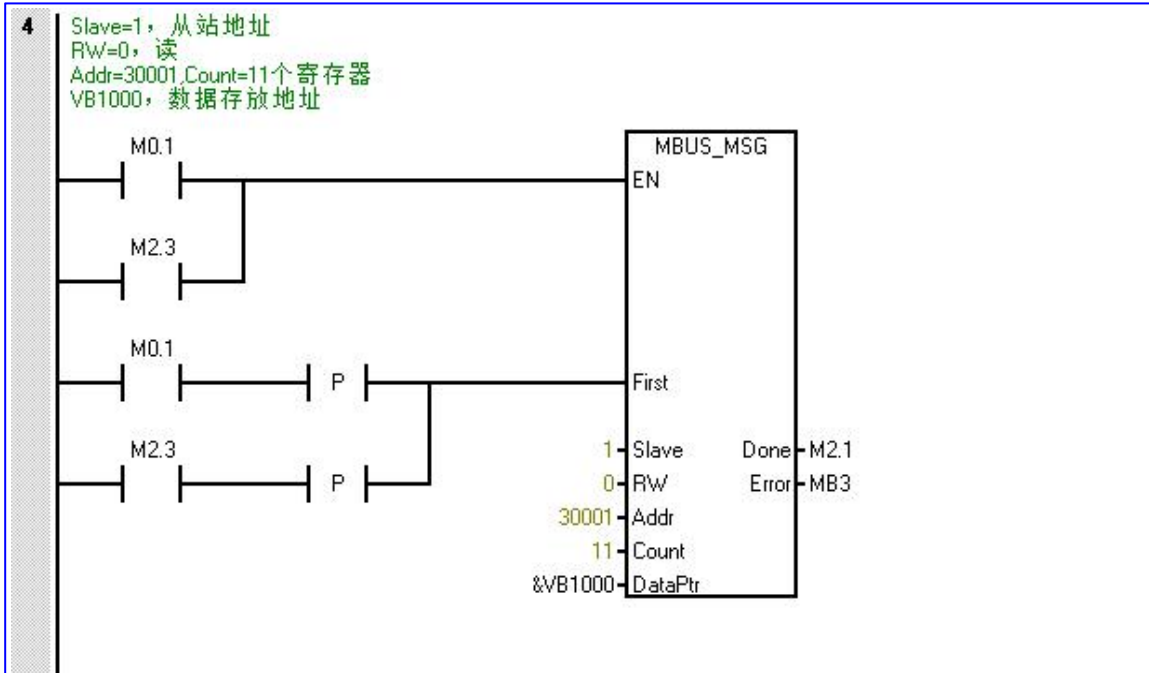 4
Slave=1，从站地址
RW=0，读
Addr=30001,Count=11个寄存器
VB1000，数据存放地址
M0.1
MBUS_MSG
EN
M2.3
M0.1
P
First
M2.3
P
1 Slave Done M2.1
0 RW Error MB3
30001 Addr
11 Count
&VB1000 DataPtr